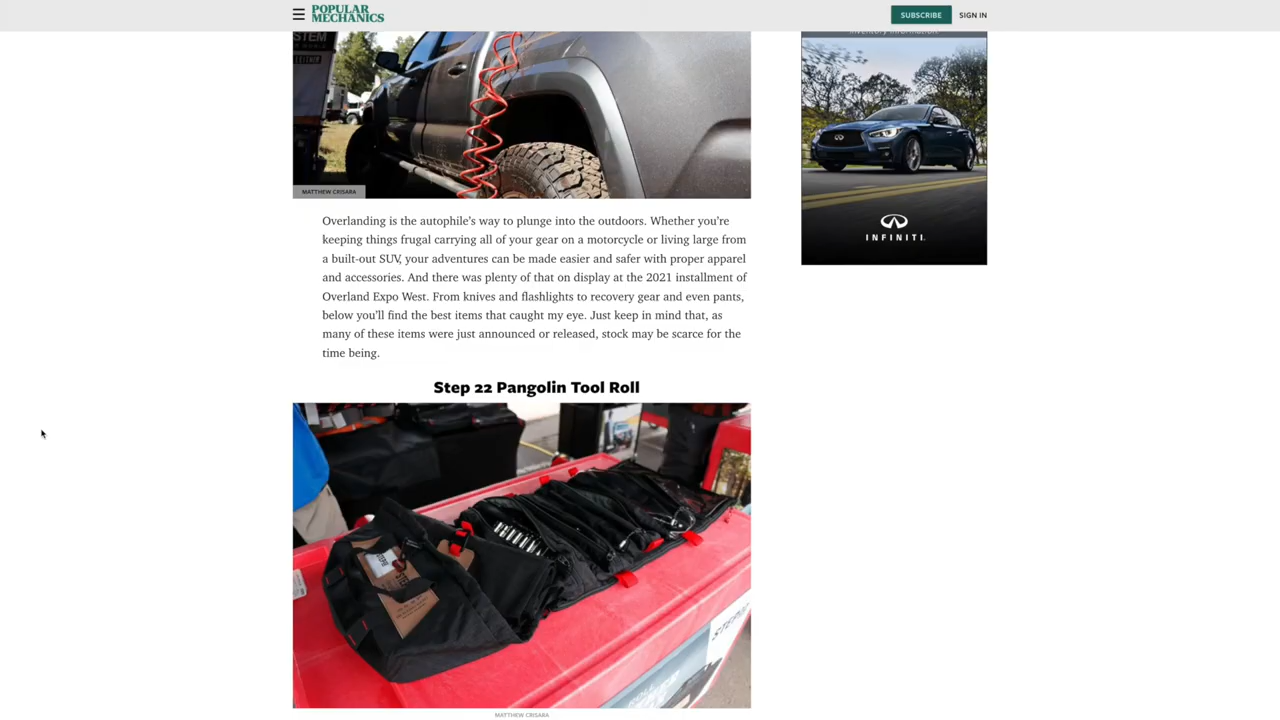 POPULAR
MECHANICS
SUBSCRIBE
SIGN IN
STEM
MATTHEW CRISARA
INFINITI.
Overlanding is the autophile's way to plunge into the outdoors. Whether you're
keeping things frugal carrying all of your gear on a motorcycle or living large from
a built-out SUV, your adventures can be made easier and safer with proper apparel
and accessories. And there was plenty of that on display at the 2021 installment of
Overland Expo West. From knives and flashlights to recovery gear and even pants,
below you'll find the best items that caught my eye. Just keep in mind that, as
many of these items were just announced or released, stock may be scarce for the
time being.
Step 22 Pangolin Tool Roll
MATTHEW CRISARA